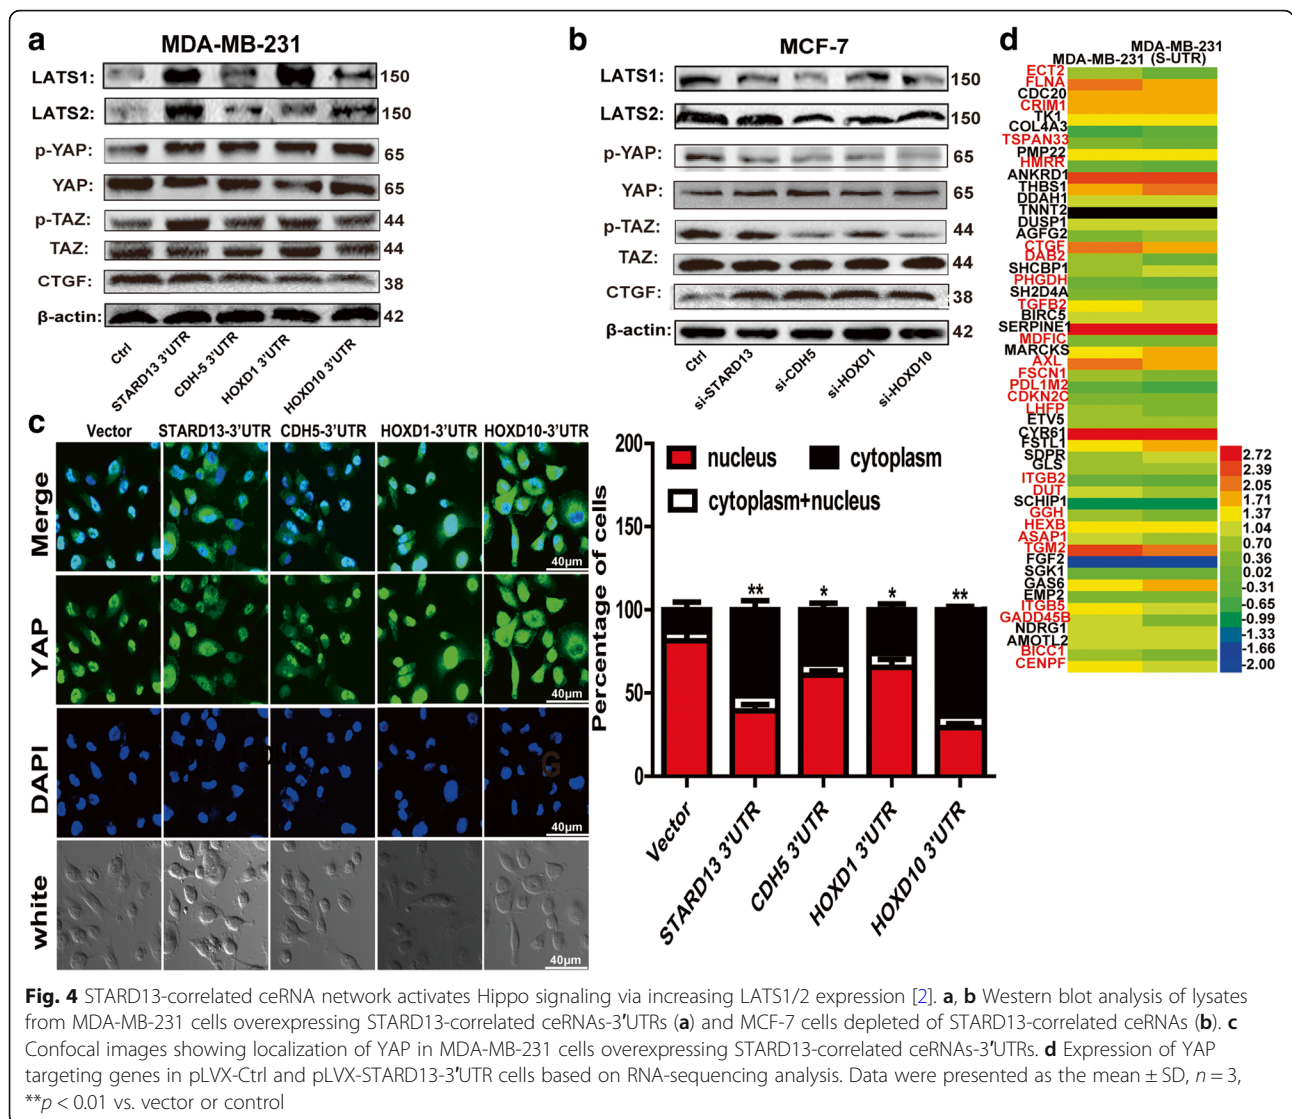 a
MDA-MB-231
LATS1:
150
LATS2:
150
p-YAP:
65
YAP:
65
p-TAZ:
44
TAZ:
44
CTGF:
38
β-actin:
42
Ctrl
STARD13 3'UTR
CDH-5 3'UTR
HOXD1 3'UTR
HOXD10 3'UTR
b
MCF-7
LATS1:
150
LATS2:
150
p-YAP:
65
YAP:
65
p-TAZ:
44
TAZ:
44
CTGF:
38
β-actin:
42
Ctrl
si-STARD13
si-CDH5
si-HOXD1
si-HOXD10
c
Vector
STARD13-3'UTR
CDH5-3'UTR
HOXD1-3'UTR
HOXD10-3'UTR
Merge
40μm
YAP
40μm
DAPI
40μm
white
40μm
Percentage of cells
200
150
100
50
0
nucleus
cytoplasm
cytoplasm+nucleus
**
*
*
**
Vector
STARD13 3'UTR
CDH5 3'UTR
HOXD1 3'UTR
HOXD10 3'UTR
d
MDA-MB-231
MDA-MB-231
(S-UTR)
ECT2
FLNA
CDC20
CRIM1
TK1
COL4A3
TSPAN33
PMP22
HMRR
ANKRD1
THBS1
DDAH1
TNNT2
DUSP1
AGFG2
CTGF
DAB2
SHCBP1
PHGDH
SH2D4A
TGFB2
BIRC5
SERPINE1
MDFIC
MARCKS
AXL
FSCN1
PDL1M2
CDKN2C
LHFP
ETV5
CYR61
FSTL1
SDPR
GLS
ITGB2
DUT
SCHIP1
GGH
HEXB
ASAP1
TGM2
FGF2
SGK1
GAS6
EMP2
ITGB5
GADD45B
NDRG1
AMOTL2
BICC1
CENPF
2.72
2.39
2.05
1.71
1.37
1.04
0.70
0.36
0.02
-0.31
-0.65
-0.99
-1.33
-1.66
-2.00
Fig. 4 STARD13-correlated ceRNA network activates Hippo signaling via increasing LATS1/2 expression [2]. a, b Western blot analysis of lysates
from MDA-MB-231 cells overexpressing STARD13-correlated ceRNAs-3′UTRs (a) and MCF-7 cells depleted of STARD13-correlated ceRNAs (b). c
Confocal images showing localization of YAP in MDA-MB-231 cells overexpressing STARD13-correlated ceRNAs-3′UTRs. d Expression of YAP
targeting genes in pLVX-Ctrl and pLVX-STARD13-3′UTR cells based on RNA-sequencing analysis. Data were presented as the mean ± SD, n = 3,
**p < 0.01 vs. vector or control